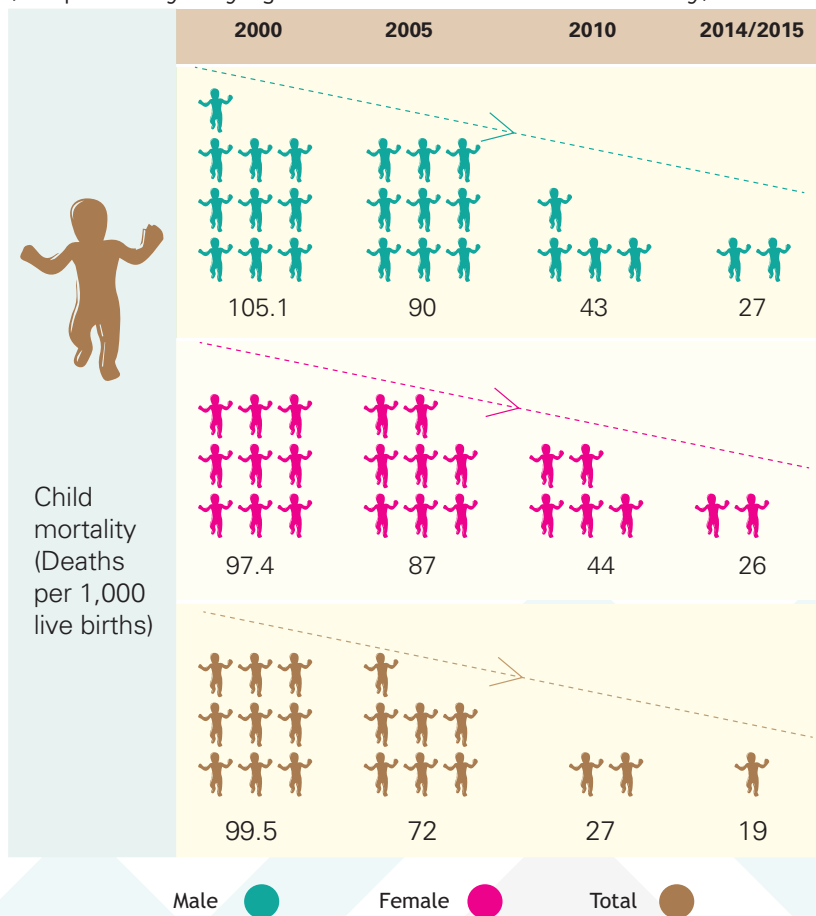 2000 2005 2010 2014/2015
105.1 90 43 27
97.4 87 44 26
Child
mortality
(Deaths
per 1,000
live births)
99.5 72 27 19
Male Female Total